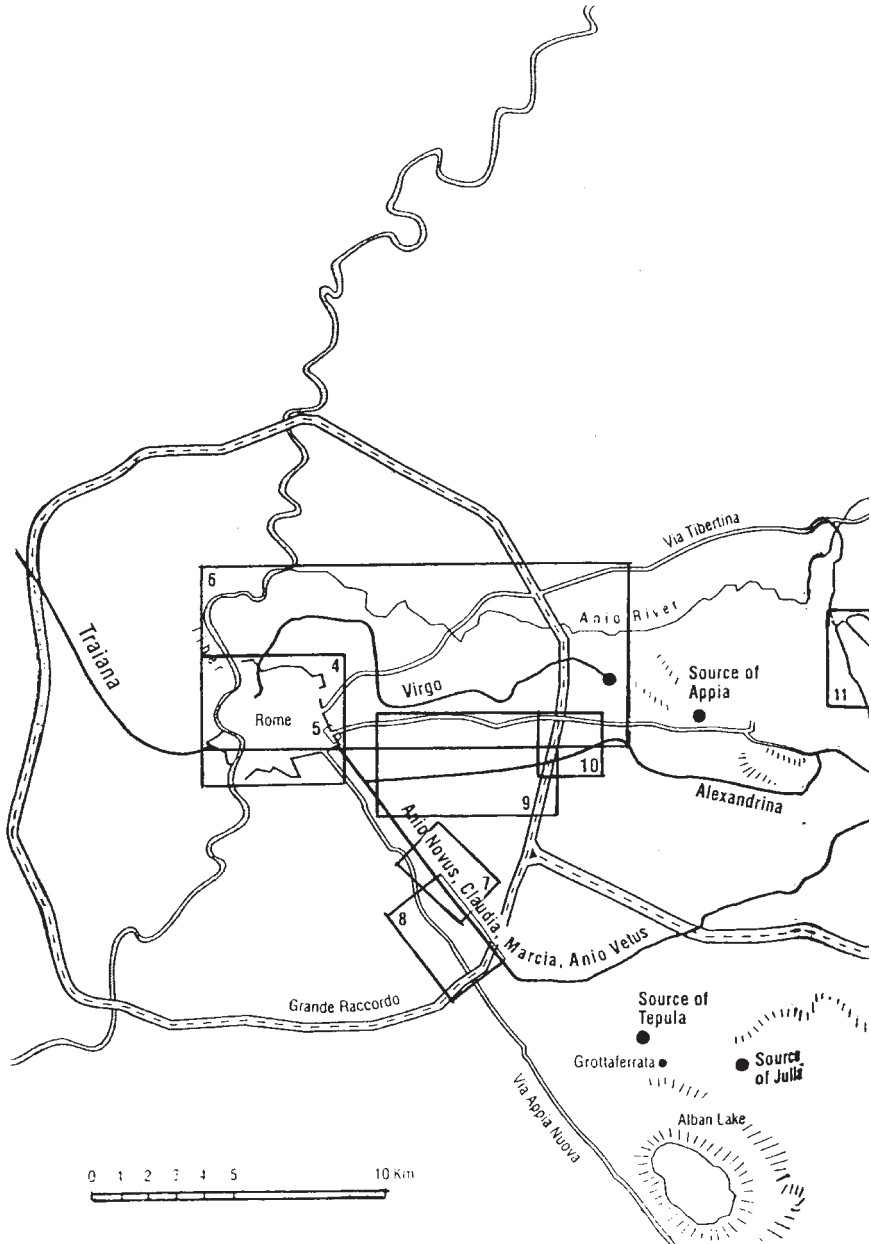 Via Tibertina
6
Anio River
Traiana
4
Virgo
Source of
Appia
11
Rome
5
10
9
Alexandrina
Anio Novus, Claudia, Marcia, Anio Vetus
7
8
Grande Raccordo
Source of
Tepula
Grottaferrata
Source
of Julia
Via Appia Nuova
Alban Lake
0 1 2 3 4 5 10 Km